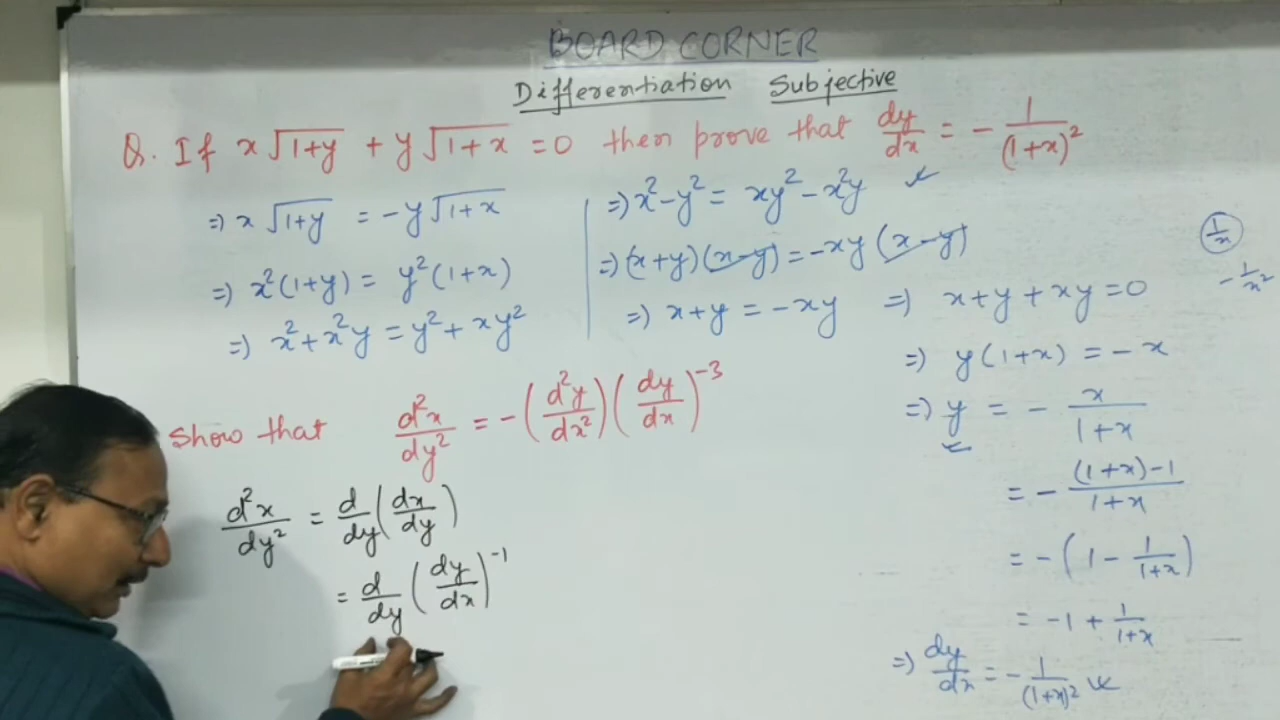 BOARD CORNER
Differentiation Subjective
Q. If x√(1+y) + y√(1+x) = 0 then prove that dy/dx = - 1/(1+x)²
⇒ x√(1+y) = -y√(1+x)
⇒ x²(1+y) = y²(1+x)
⇒ x²+x²y = y²+xy²
⇒ x²-y² = xy²-x²y
⇒ (x+y)(x-y) = -xy(x-y)
⇒ x+y = -xy
⇒ x+y+xy=0
⇒ y(1+x) = -x
⇒ y = - x/(1+x)
= - ((1+x)-1)/(1+x)
= -(1 - 1/(1+x))
= -1 + 1/(1+x)
⇒ dy/dx = - 1/(1+x)²
1/x
- 1/x²
Show that d²x/dy² = -(d²y/dx²)(dy/dx)⁻³
d²x/dy² = d/dy(dx/dy)
= d/dy(dy/dx)⁻¹